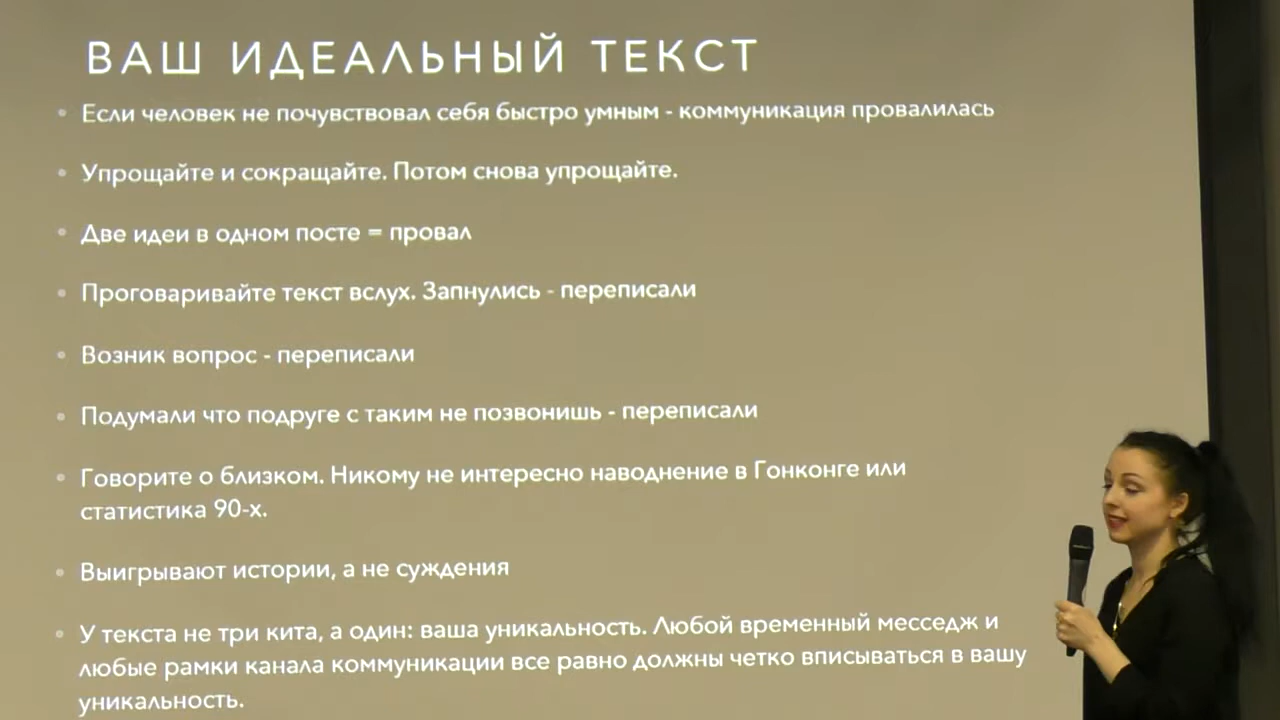 ВАШ ИДЕАЛЬНЫЙ ТЕКСТ
• Если человек не почувствовал себя быстро умным - коммуникация провалилась
• Упрощайте и сокращайте. Потом снова упрощайте.
• Две идеи в одном посте = провал
• Проговаривайте текст вслух. Запнулись - переписали
• Возник вопрос - переписали
• Подумали что подруге с таким не позвонишь - переписали
• Говорите о близком. Никому не интересно наводнение в Гонконге или
статистика 90-х.
• Выигрывают истории, а не суждения
• У текста не три кита, а один: ваша уникальность. Любой временный месседж и
любые рамки канала коммуникации все равно должны четко вписываться в вашу
уникальность.